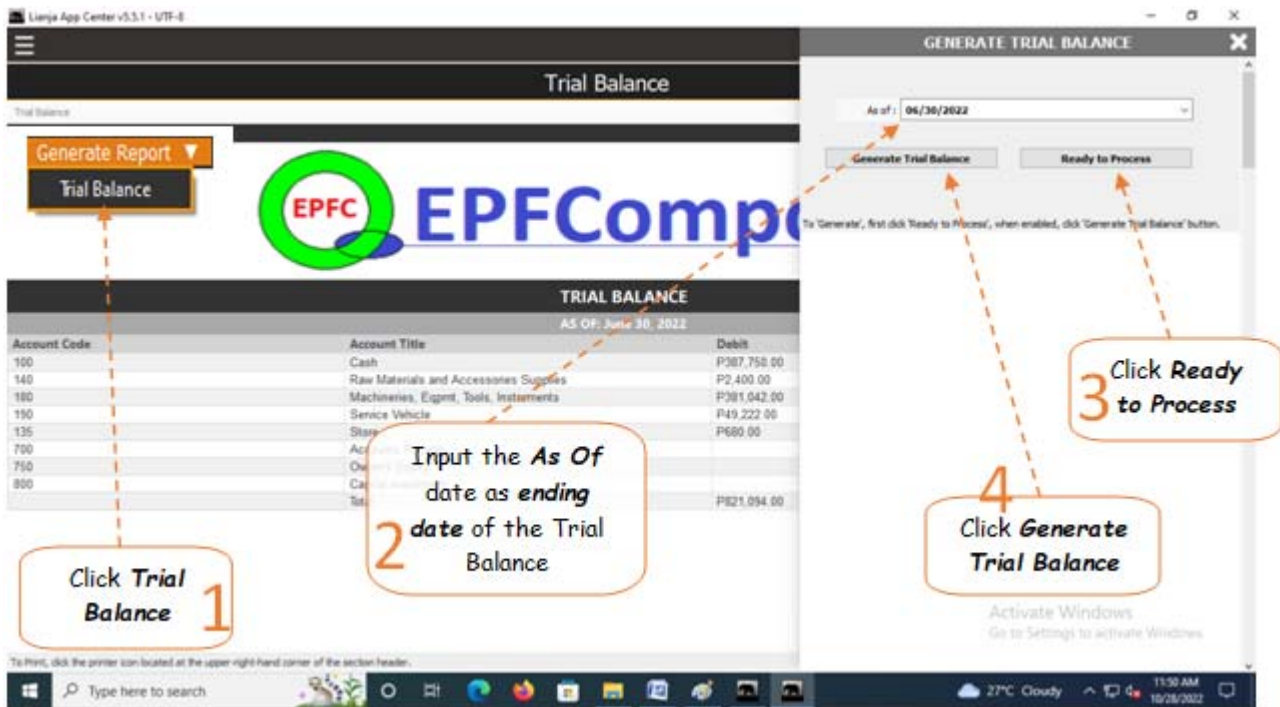 Lianja App Center v5.5.1 - UTF-8
GENERATE TRIAL BALANCE
Trial Balance
Trial Balance
As of : 06/30/2022
Generate Report
Trial Balance
Generate Trial Balance
Ready to Process
EPFC
EPFCompo
To 'Generate', first click 'Ready to Process', when enabled, click 'Generate Trial Balance' button.
TRIAL BALANCE
AS OF: June 30, 2022
Account Code Account Title Debit
100 Cash P387,750.00
140 Raw Materials and Accessories Supplies P2,400.00
180 Machineries, Eqpmt, Tools, Instruments P381,042.00
190 Service Vehicle P49,222.00
135 P680.00
700
750
800
P821,094.00
Click Trial
Balance
1
Input the As Of
date as ending
date of the Trial
Balance
2
Click Ready
to Process
3
4
Click Generate
Trial Balance
Activate Windows
Go to Settings to activate Windows.
To Print, click the printer icon located at the upper-right-hand corner of the section header.
Type here to search
27°C Cloudy
11:50 AM
10/28/2022